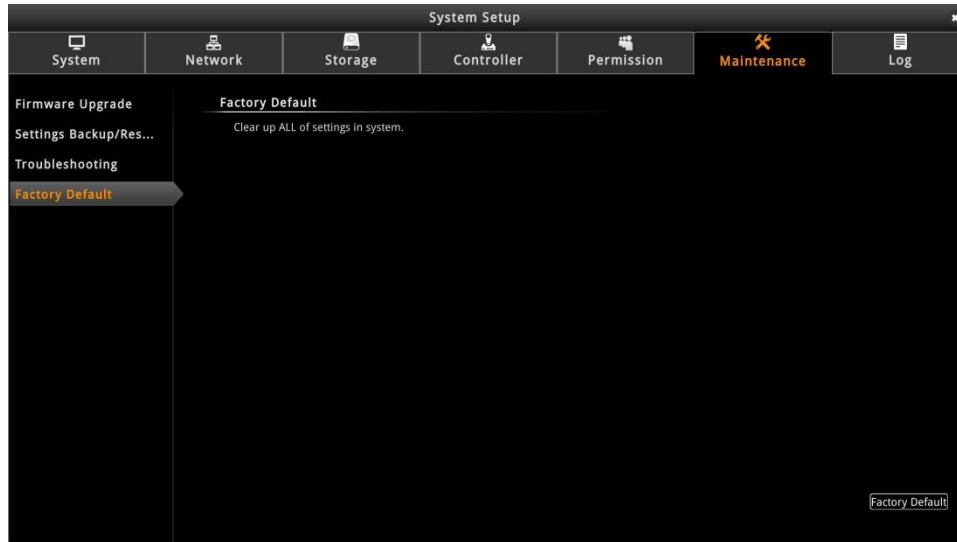 System Setup
System Network Storage Controller Permission Maintenance Log
Firmware Upgrade
Settings Backup/Res...
Troubleshooting
Factory Default
Factory Default
Clear up ALL of settings in system.
Factory Default